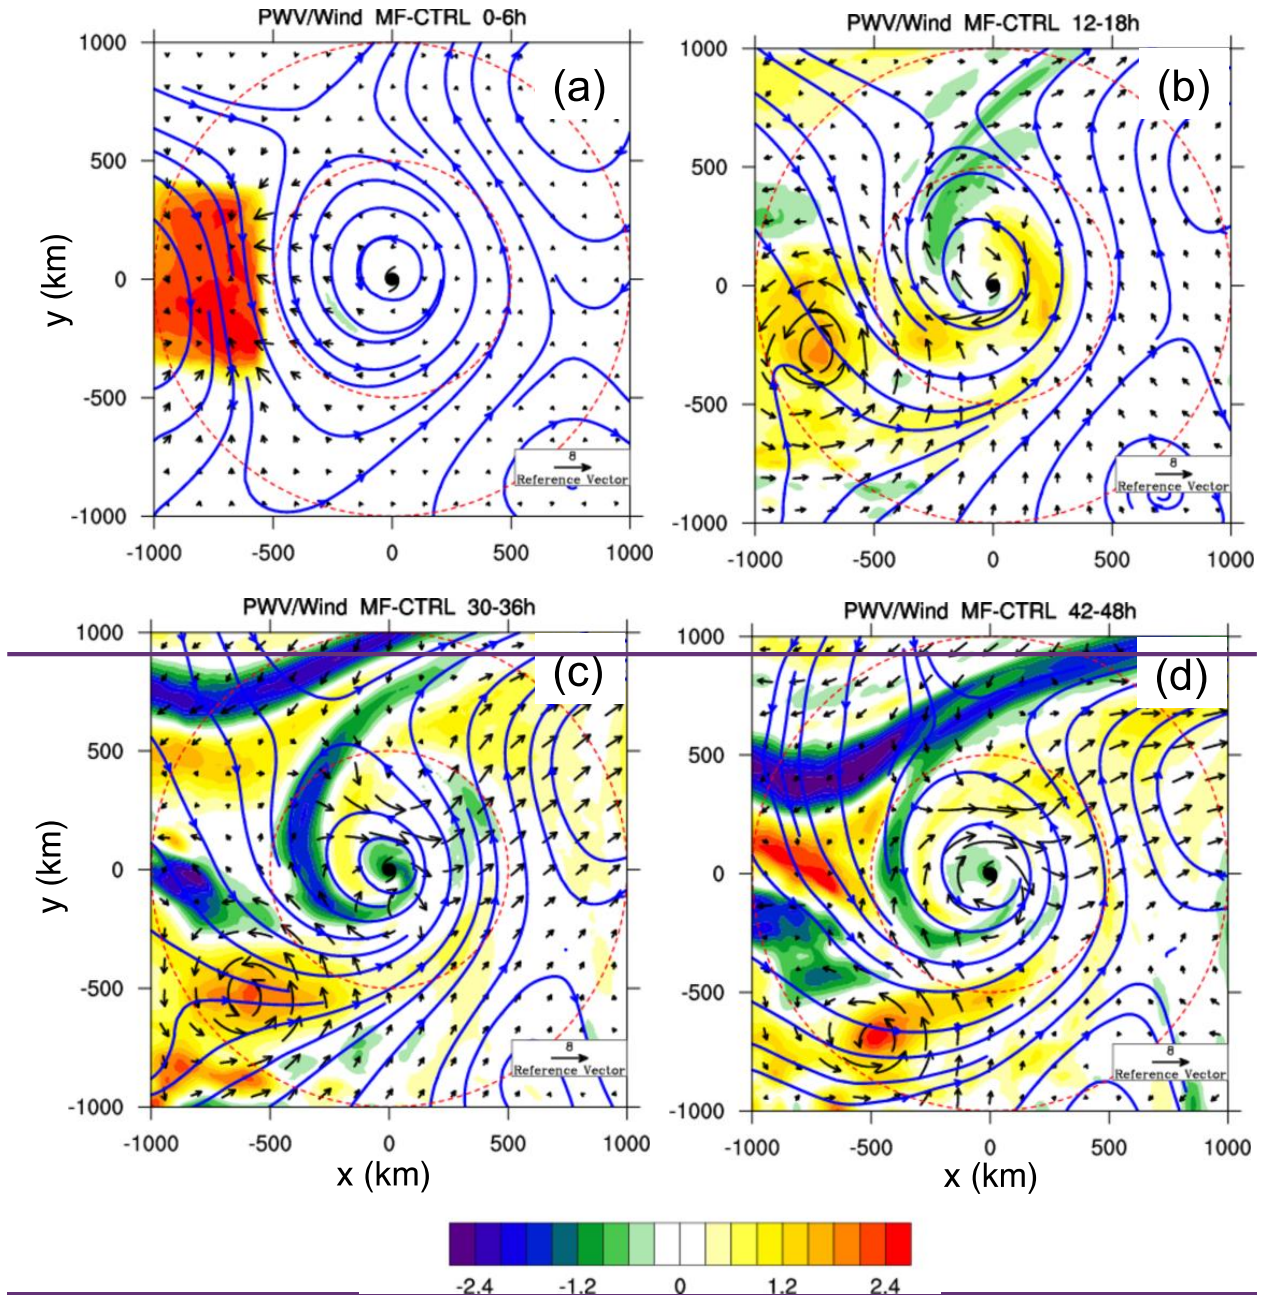 PWV/Wind MF-CTRL 0-6h
PWV/Wind MF-CTRL 12-18h
(a)
(b)
1000
500
0
-500
-1000
y (km)
8
Reference Vector
-1000 -500 0 500 1000
1000
500
0
-500
-1000
8
Reference Vector
-1000 -500 0 500 1000
PWV/Wind MF-CTRL 30-36h
PWV/Wind MF-CTRL 42-48h
(c)
(d)
1000
500
0
-500
-1000
y (km)
8
Reference Vector
-1000 -500 0 500 1000
x (km)
1000
500
0
-500
-1000
8
Reference Vector
-1000 -500 0 500 1000
x (km)
-2.4 -1.2 0 1.2 2.4